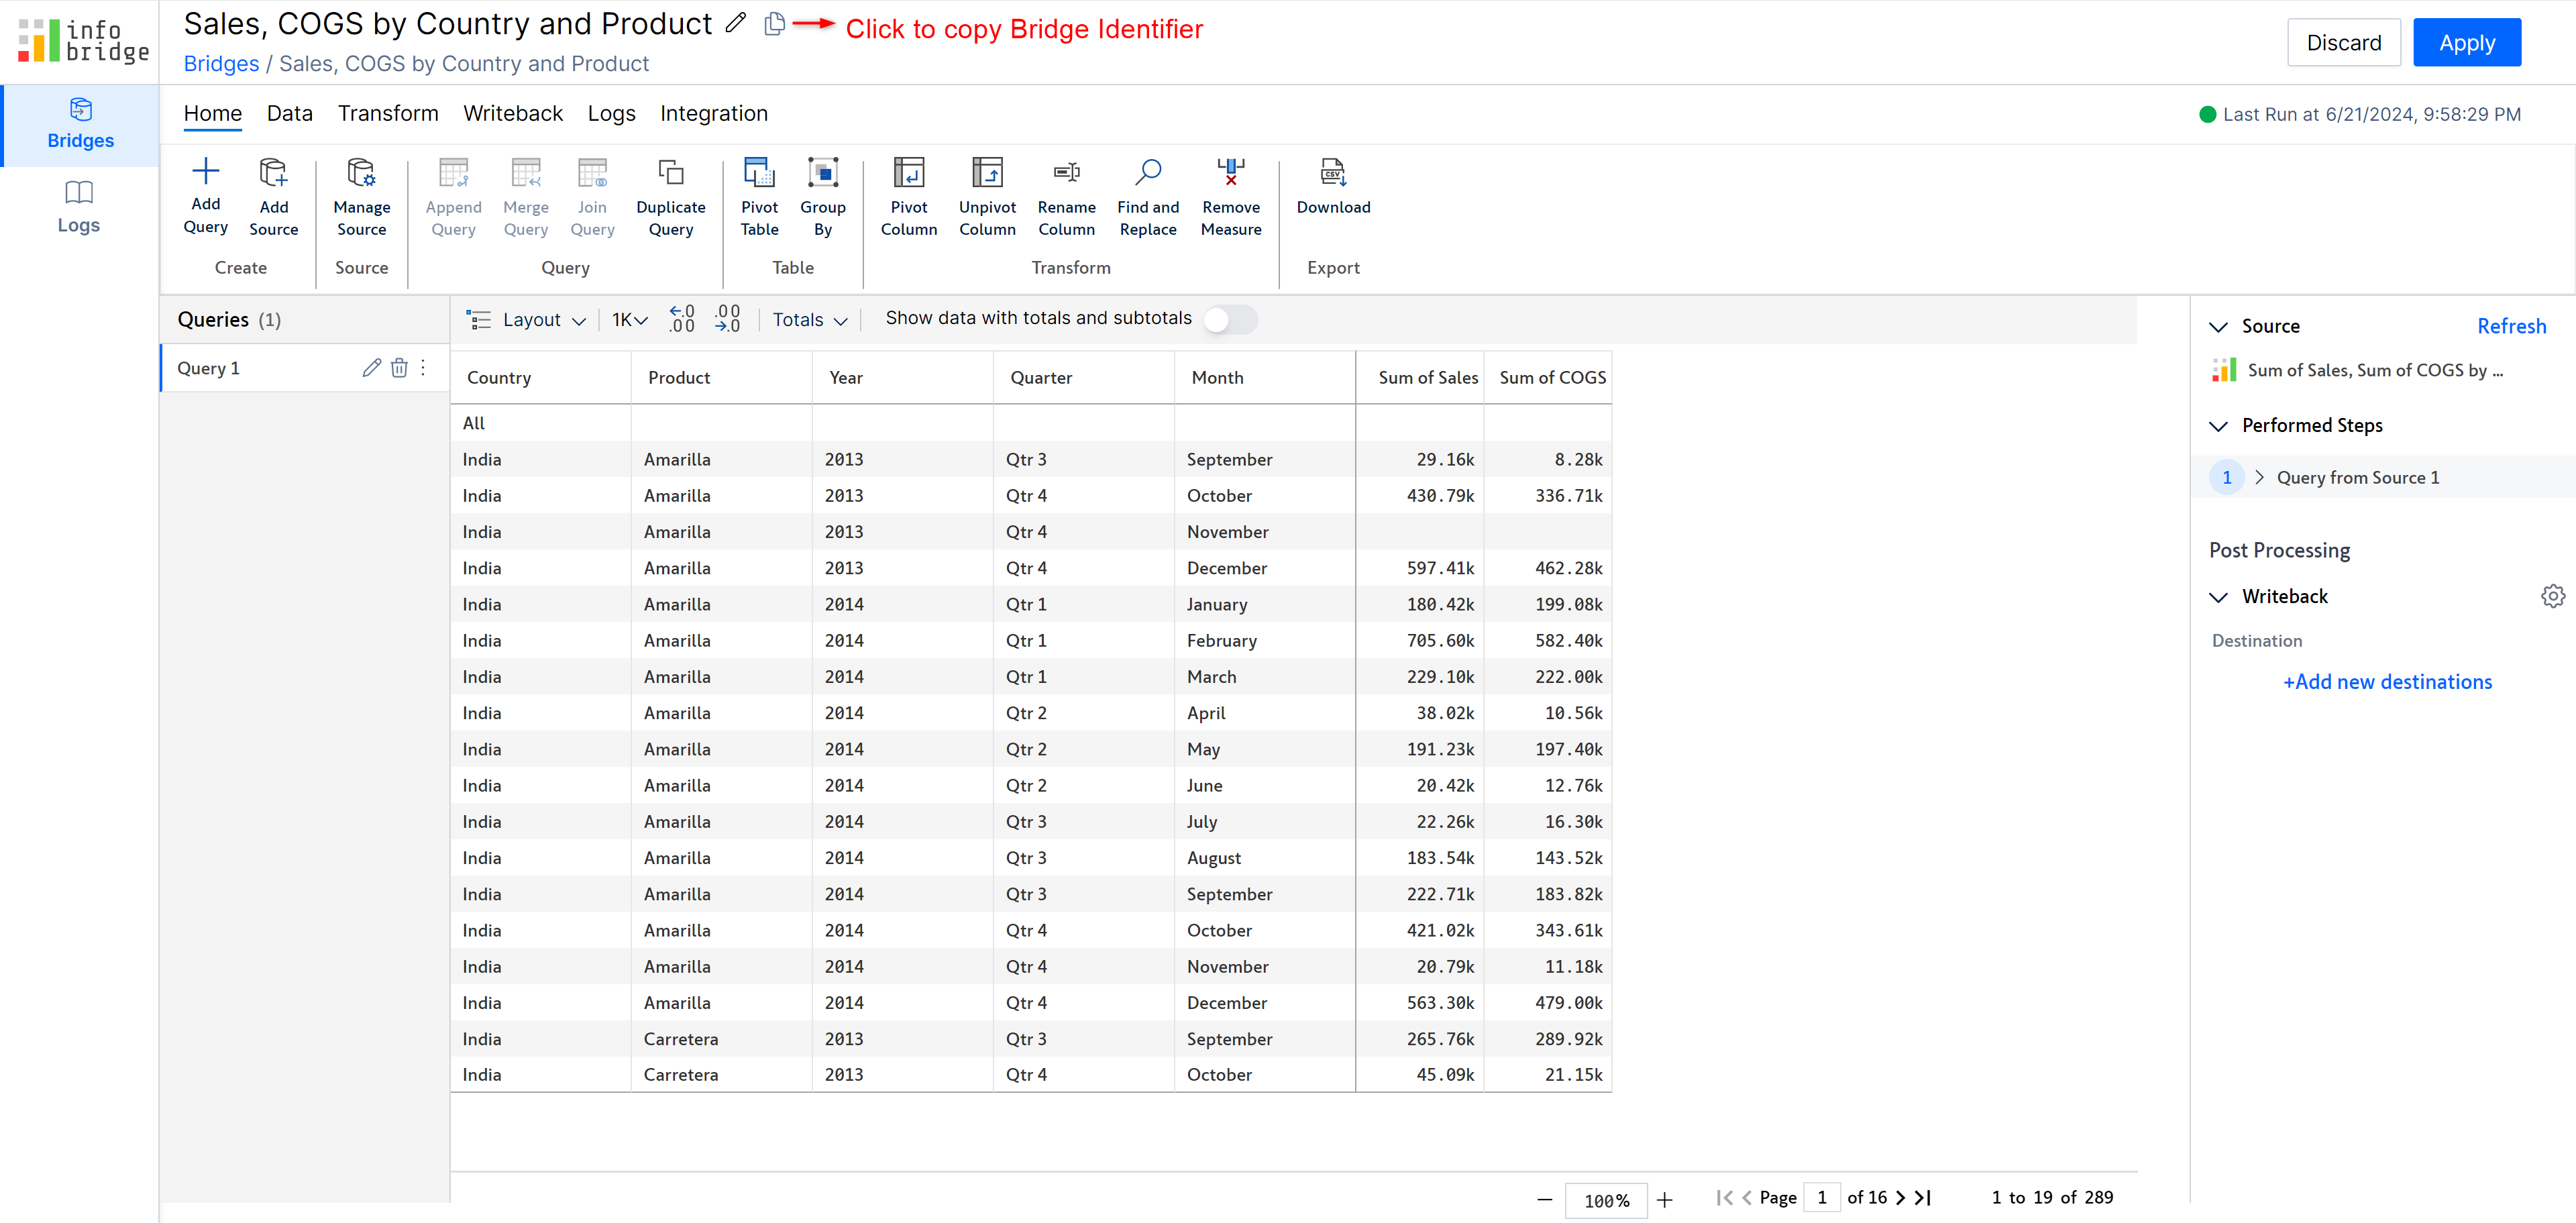 info bridge
Sales, COGS by Country and Product
Click to copy Bridge Identifier
Bridges / Sales, COGS by Country and Product
Discard
Apply
Bridges
Logs
Home Data Transform Writeback Logs Integration
Last Run at 6/21/2024, 9:58:29 PM
Add Query
Add Source
Create
Manage Source
Source
Append Query
Merge Query
Join Query
Duplicate Query
Query
Pivot Table
Group By
Table
Pivot Column
Unpivot Column
Rename Column
Find and Replace
Remove Measure
Transform
CSV
Download
Export
Queries (1)
Query 1
Layout 1K ←.0 .00 .00 →.0 Totals Show data with totals and subtotals
Country Product Year Quarter Month Sum of Sales Sum of COGS
All
India Amarilla 2013 Qtr 3 September 29.16k 8.28k
India Amarilla 2013 Qtr 4 October 430.79k 336.71k
India Amarilla 2013 Qtr 4 November
India Amarilla 2013 Qtr 4 December 597.41k 462.28k
India Amarilla 2014 Qtr 1 January 180.42k 199.08k
India Amarilla 2014 Qtr 1 February 705.60k 582.40k
India Amarilla 2014 Qtr 1 March 229.10k 222.00k
India Amarilla 2014 Qtr 2 April 38.02k 10.56k
India Amarilla 2014 Qtr 2 May 191.23k 197.40k
India Amarilla 2014 Qtr 2 June 20.42k 12.76k
India Amarilla 2014 Qtr 3 July 22.26k 16.30k
India Amarilla 2014 Qtr 3 August 183.54k 143.52k
India Amarilla 2014 Qtr 3 September 222.71k 183.82k
India Amarilla 2014 Qtr 4 October 421.02k 343.61k
India Amarilla 2014 Qtr 4 November 20.79k 11.18k
India Amarilla 2014 Qtr 4 December 563.30k 479.00k
India Carretera 2013 Qtr 3 September 265.76k 289.92k
India Carretera 2013 Qtr 4 October 45.09k 21.15k
100%
Page 1 of 16
1 to 19 of 289
Source
Refresh
Sum of Sales, Sum of COGS by ...
Performed Steps
1 > Query from Source 1
Post Processing
Writeback
Destination
+Add new destinations